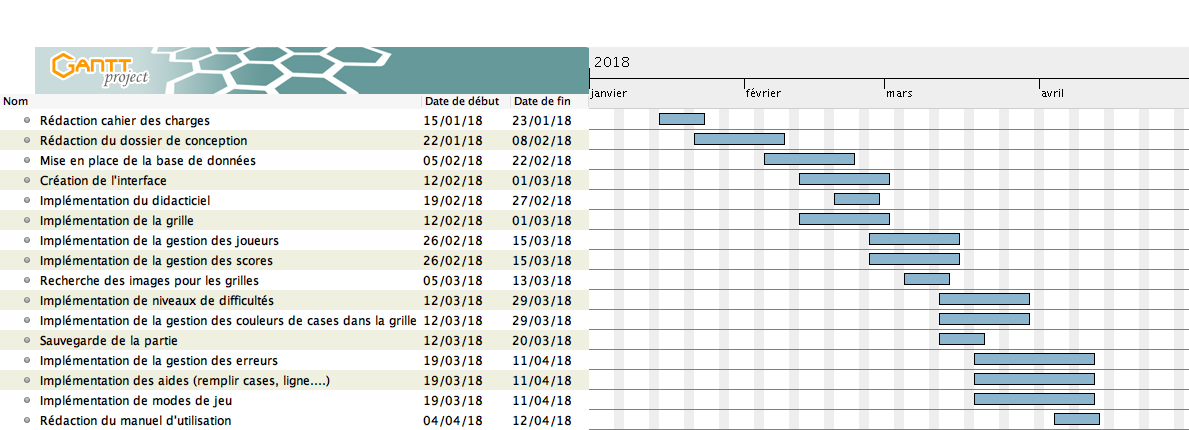 GANTT
project
2018
janvier février mars avril
Nom Date de début Date de fin
Rédaction cahier des charges 15/01/18 23/01/18
Rédaction du dossier de conception 22/01/18 08/02/18
Mise en place de la base de données 05/02/18 22/02/18
Création de l'interface 12/02/18 01/03/18
Implémentation du didacticiel 19/02/18 27/02/18
Implémentation de la grille 12/02/18 01/03/18
Implémentation de la gestion des joueurs 26/02/18 15/03/18
Implémentation de la gestion des scores 26/02/18 15/03/18
Recherche des images pour les grilles 05/03/18 13/03/18
Implémentation de niveaux de difficultés 12/03/18 29/03/18
Implémentation de la gestion des couleurs de cases dans la grille 12/03/18 29/03/18
Sauvegarde de la partie 12/03/18 20/03/18
Implémentation de la gestion des erreurs 19/03/18 11/04/18
Implémentation des aides (remplir cases, ligne....) 19/03/18 11/04/18
Implémentation de modes de jeu 19/03/18 11/04/18
Rédaction du manuel d'utilisation 04/04/18 12/04/18